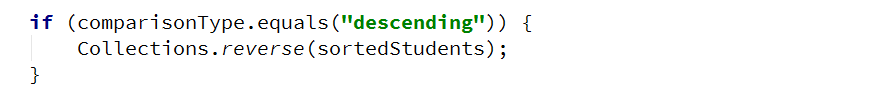 if (comparisonType.equals("descending")) {
    Collections.reverse(sortedStudents);
}